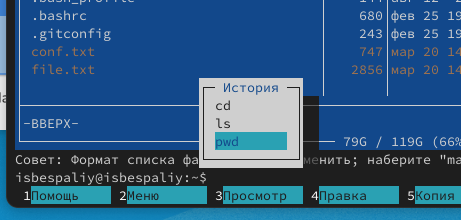 .bashrc 680 фев 25 19
.gitconfig 243 фев 25 19
conf.txt 747 мар 20 14
file.txt 2856 мар 20 14
История
cd
ls
pwd
-ВВЕРХ-
79G / 119G (66%
Совет: Формат списка фа менить; наберите "ma
isbespaliy@isbespaliy:~$
1Помощь 2Меню 3Просмотр 4Правка 5Копия